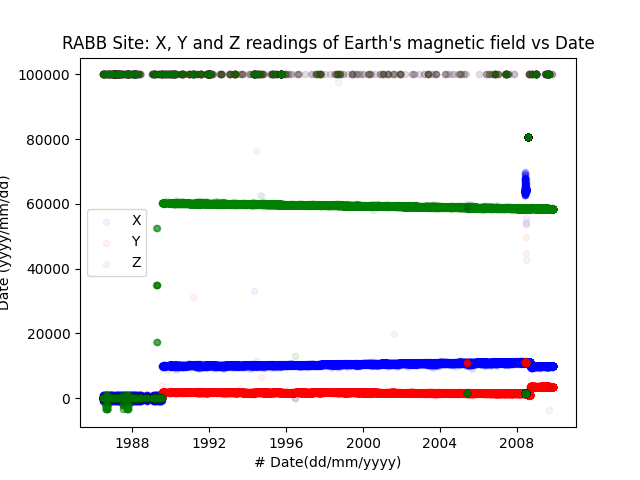 RABB Site: X, Y and Z readings of Earth's magnetic field vs Date
100000
80000
60000
40000
20000
0
Date (yyyy/mm/dd)
X
Y
Z
1988 1992 1996 2000 2004 2008
# Date(dd/mm/yyyy)